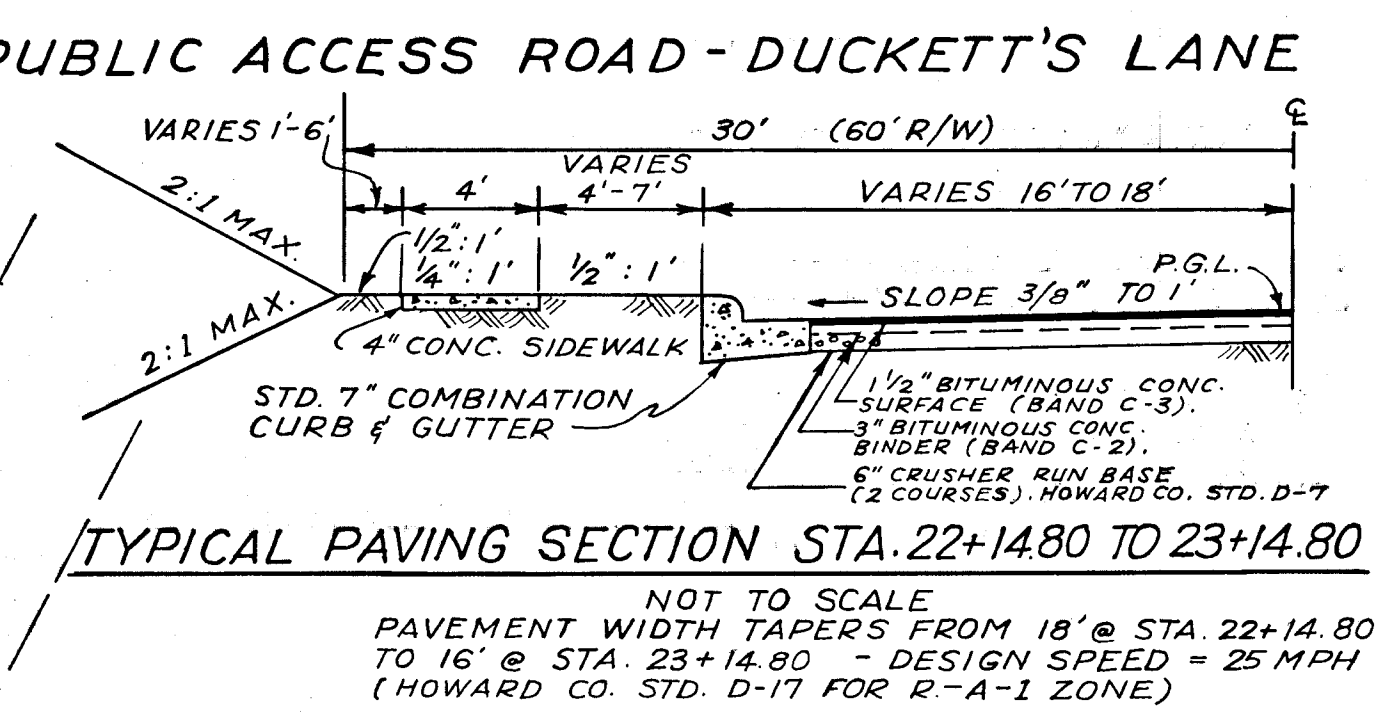 PUBLIC ACCESS ROAD - DUCKETT'S LANE
VARIES 1'-6'
30' (60' R/W)
℄
2:1 MAX.
4'
VARIES
4'-7'
VARIES 16' TO 18'
1/2" : 1'
1/4" : 1'
1/2" : 1'
P.G.L.
SLOPE 3/8" TO 1'
2:1 MAX.
4" CONC. SIDEWALK
STD. 7" COMBINATION
CURB & GUTTER
1 1/2" BITUMINOUS CONC.
SURFACE (BAND C-3).
3" BITUMINOUS CONC.
BINDER (BAND C-2).
6" CRUSHER RUN BASE
(2 COURSES). HOWARD CO. STD. D-7
TYPICAL PAVING SECTION STA. 22+14.80 TO 23+14.80
NOT TO SCALE
PAVEMENT WIDTH TAPERS FROM 18' @ STA. 22+14.80
TO 16' @ STA. 23+14.80 - DESIGN SPEED = 25 MPH
(HOWARD CO. STD. D-17 FOR R.-A-1 ZONE)